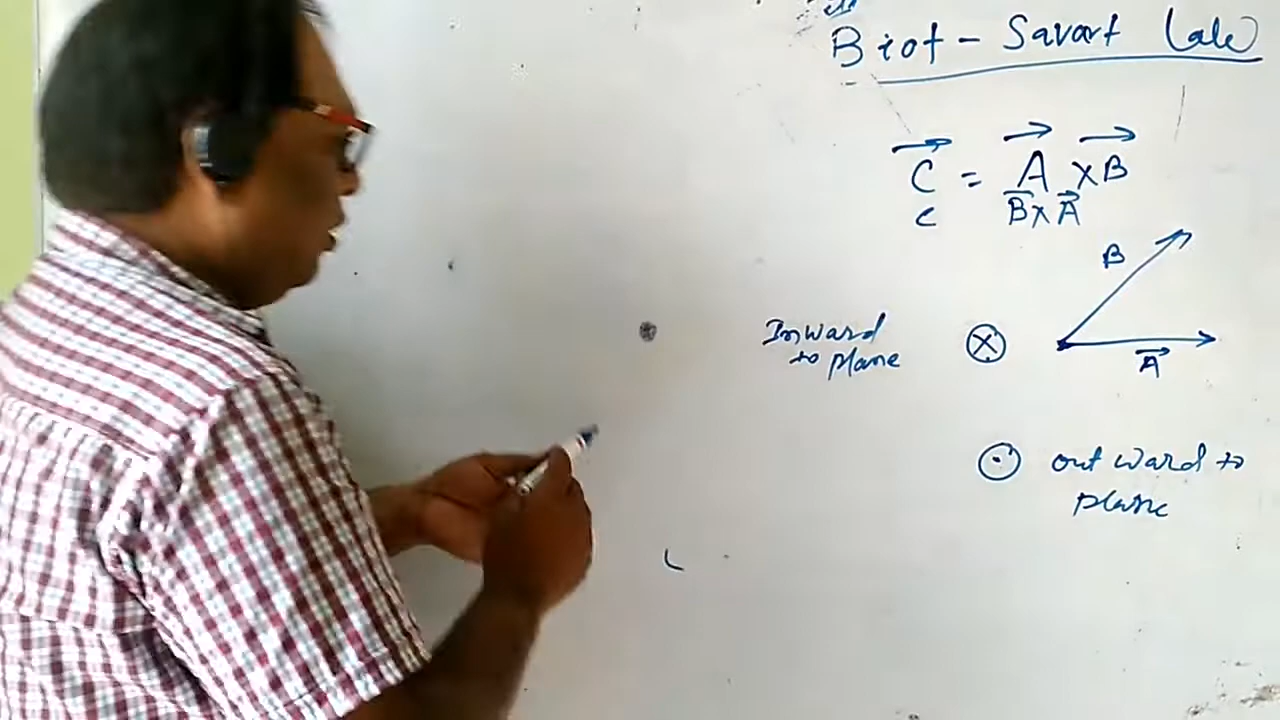 Biot - Savart Law
C = A × B
C B × A
B
Inward
to plane
A
out ward to
plane